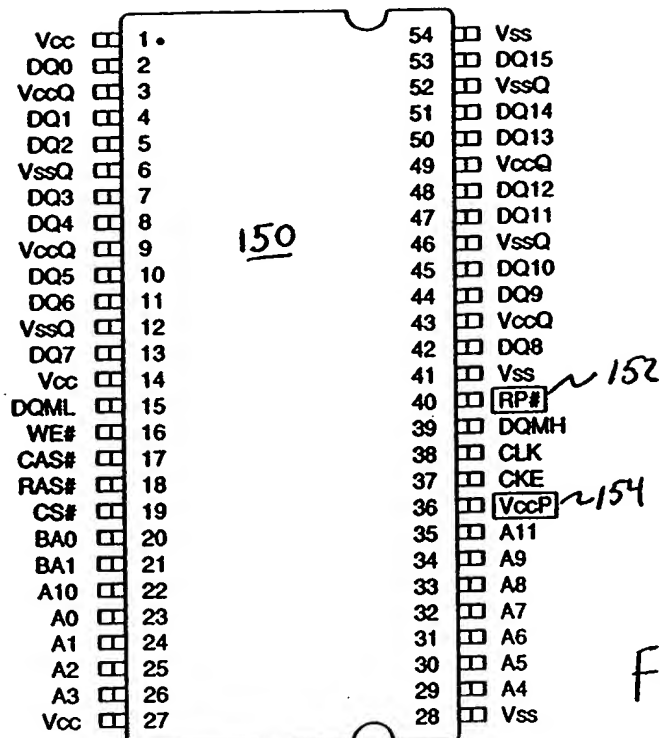 Vcc 1 54 Vss
DQ0 2 53 DQ15
VccQ 3 52 VssQ
DQ1 4 51 DQ14
DQ2 5 50 DQ13
VssQ 6 49 VccQ
DQ3 7 48 DQ12
DQ4 8 47 DQ11
VccQ 9 150 46 VssQ
DQ5 10 45 DQ10
DQ6 11 44 DQ9
VssQ 12 43 VccQ
DQ7 13 42 DQ8
Vcc 14 41 Vss
DQML 15 40 RP# 152
WE# 16 39 DQMH
CAS# 17 38 CLK
RAS# 18 37 CKE
CS# 19 36 VccP 154
BA0 20 35 A11
BA1 21 34 A9
A10 22 33 A8
A0 23 32 A7
A1 24 31 A6
A2 25 30 A5
A3 26 29 A4
Vcc 27 28 Vss
F